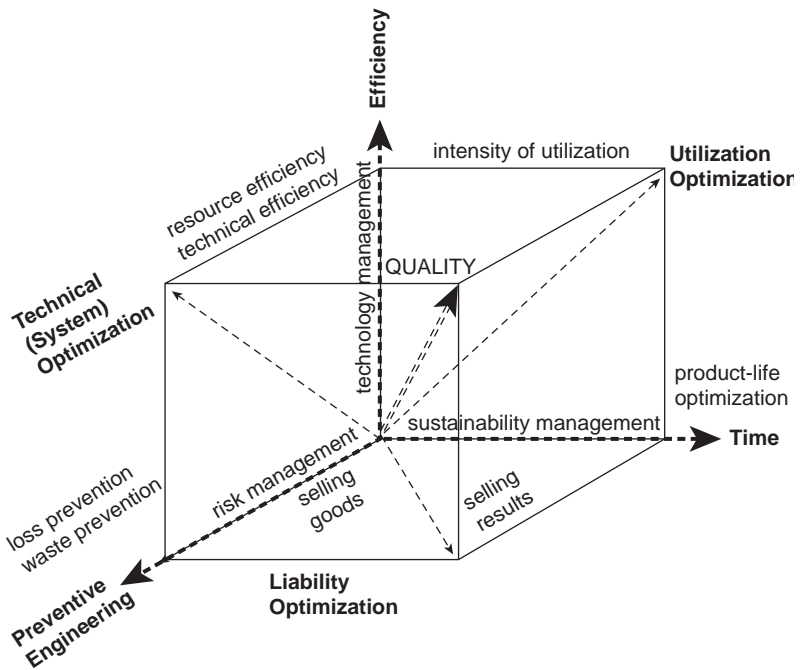 Efficiency
intensity of utilization
Utilization
Optimization
resource efficiency
technical efficiency
technology management
QUALITY
Technical
(System)
Optimization
product-life
optimization
sustainability management
Time
risk management
selling
goods
selling
results
loss prevention
waste prevention
Preventive
Engineering
Liability
Optimization